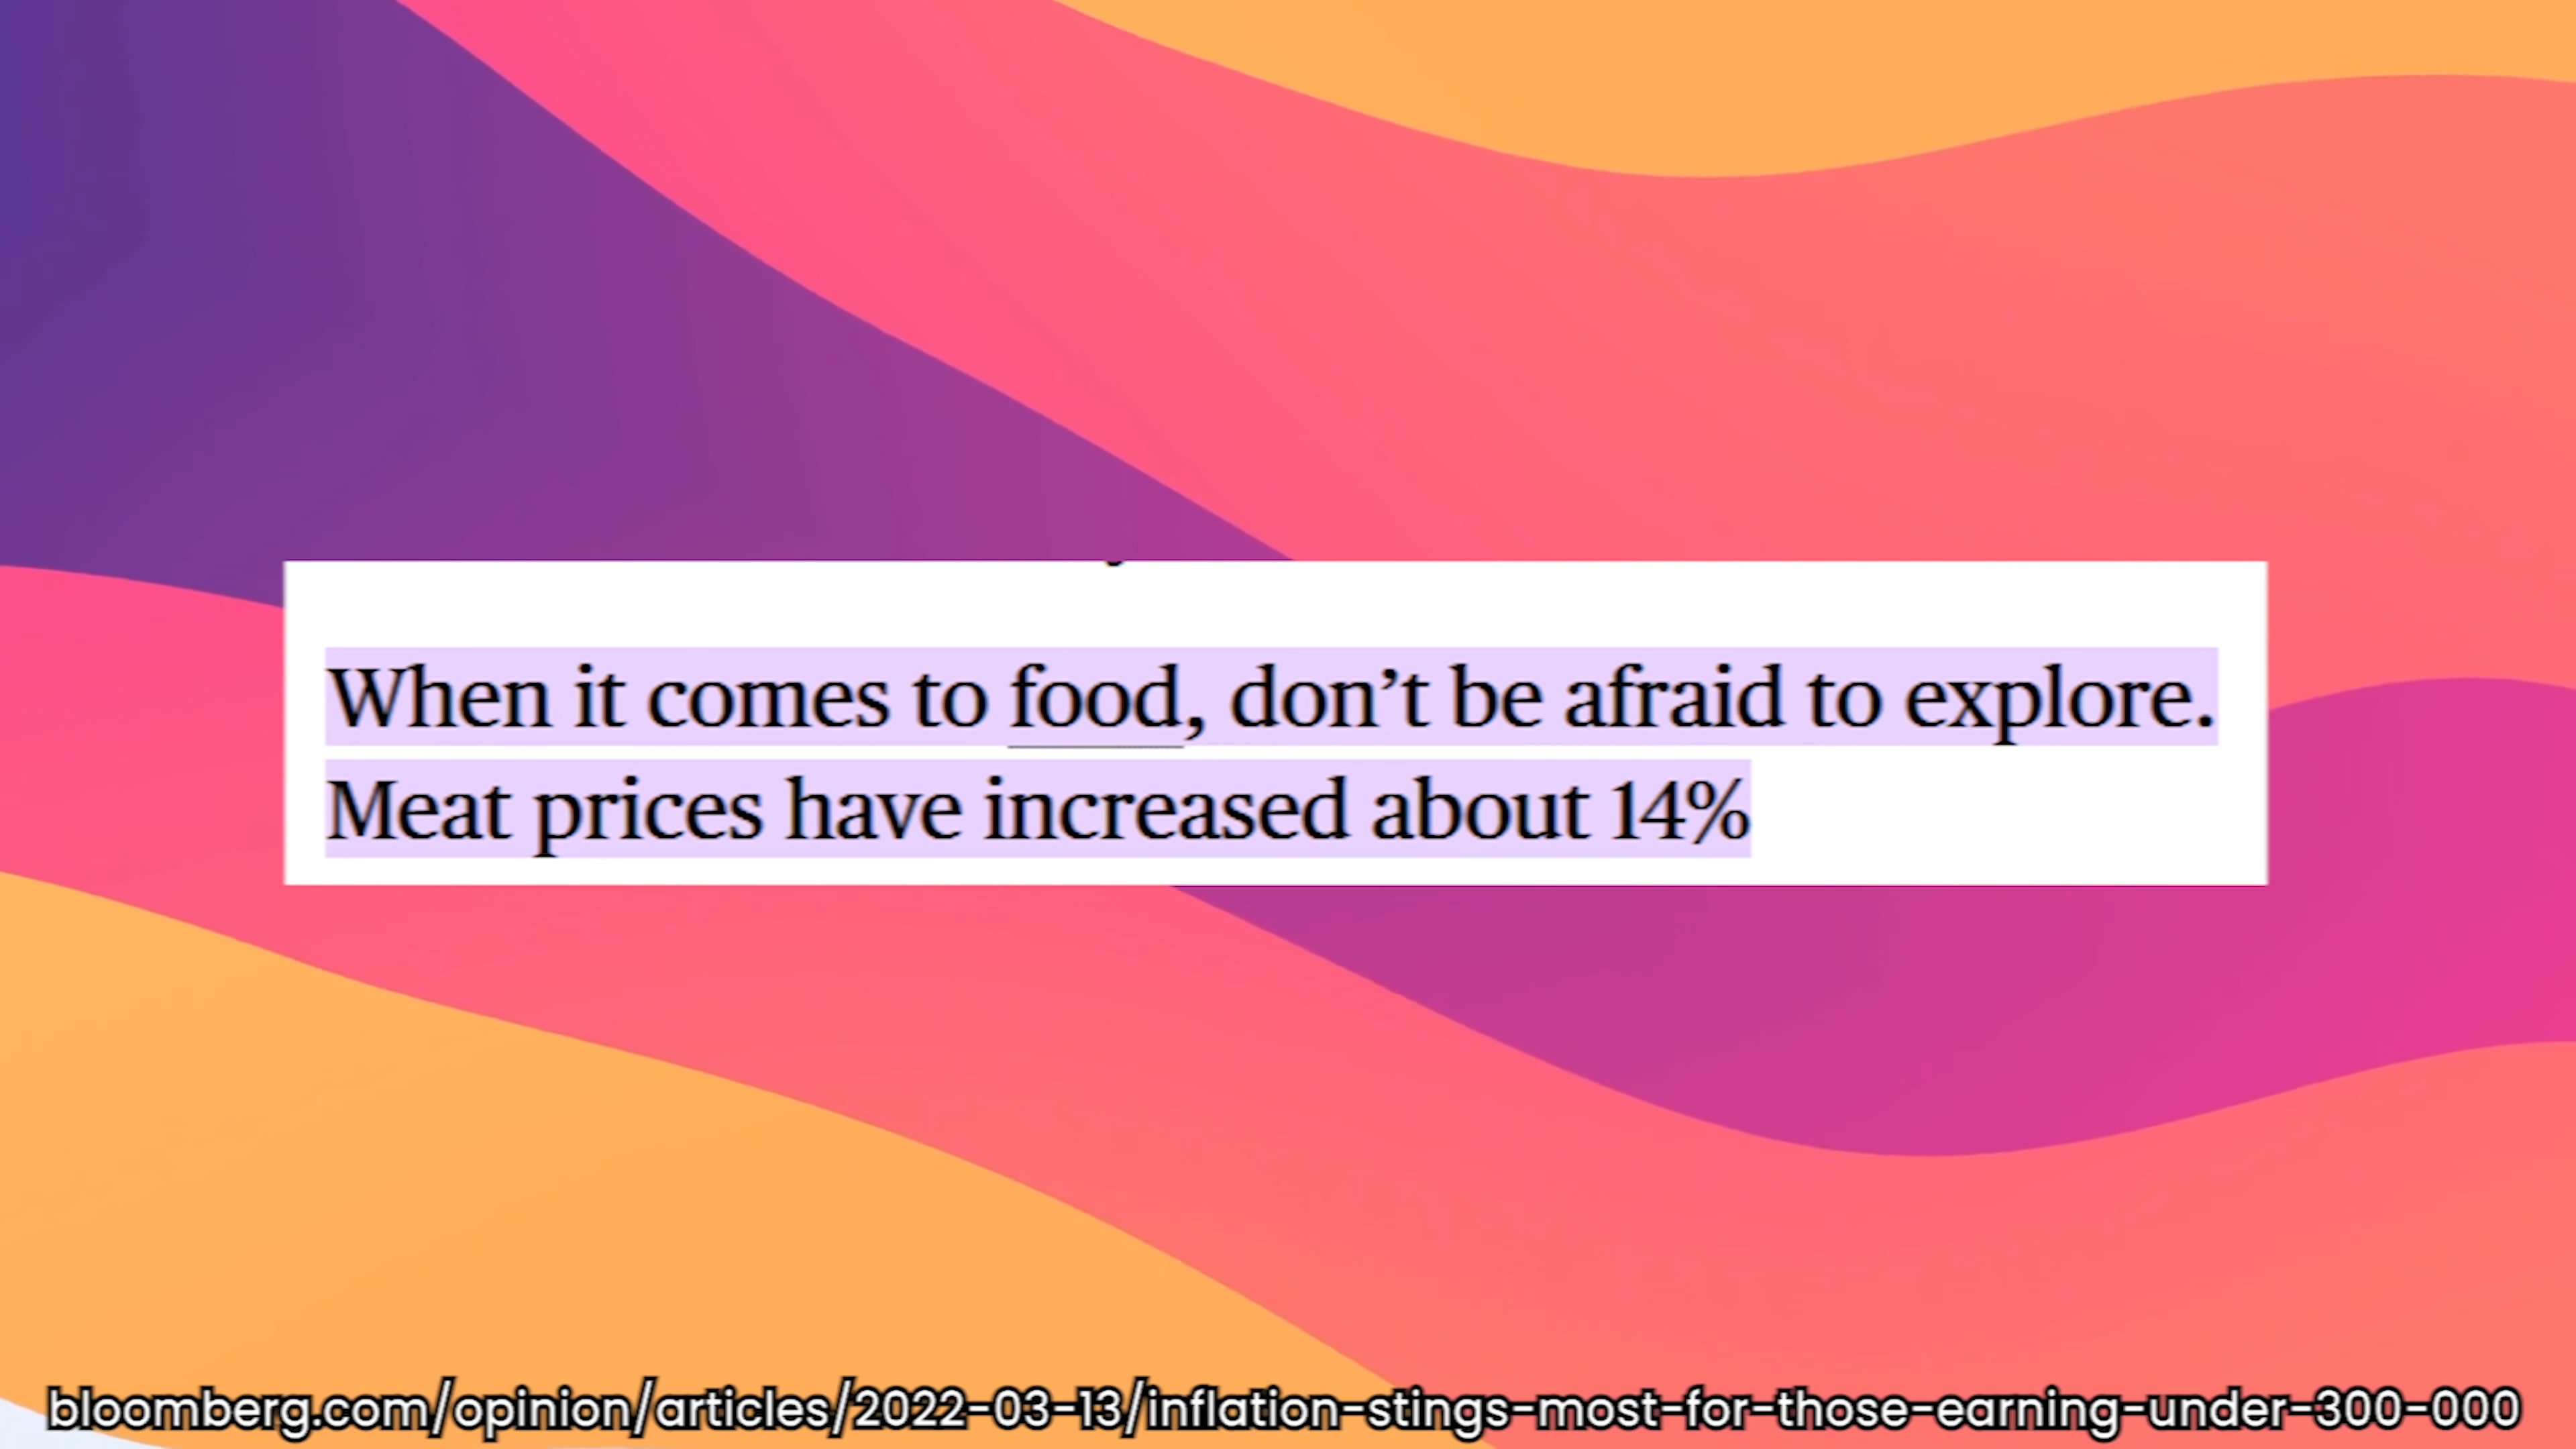 When it comes to food, don’t be afraid to explore.
Meat prices have increased about 14%
bloomberg.com/opinion/articles/2022-03-13/inflation-stings-most-for-those-earning-under-300-000